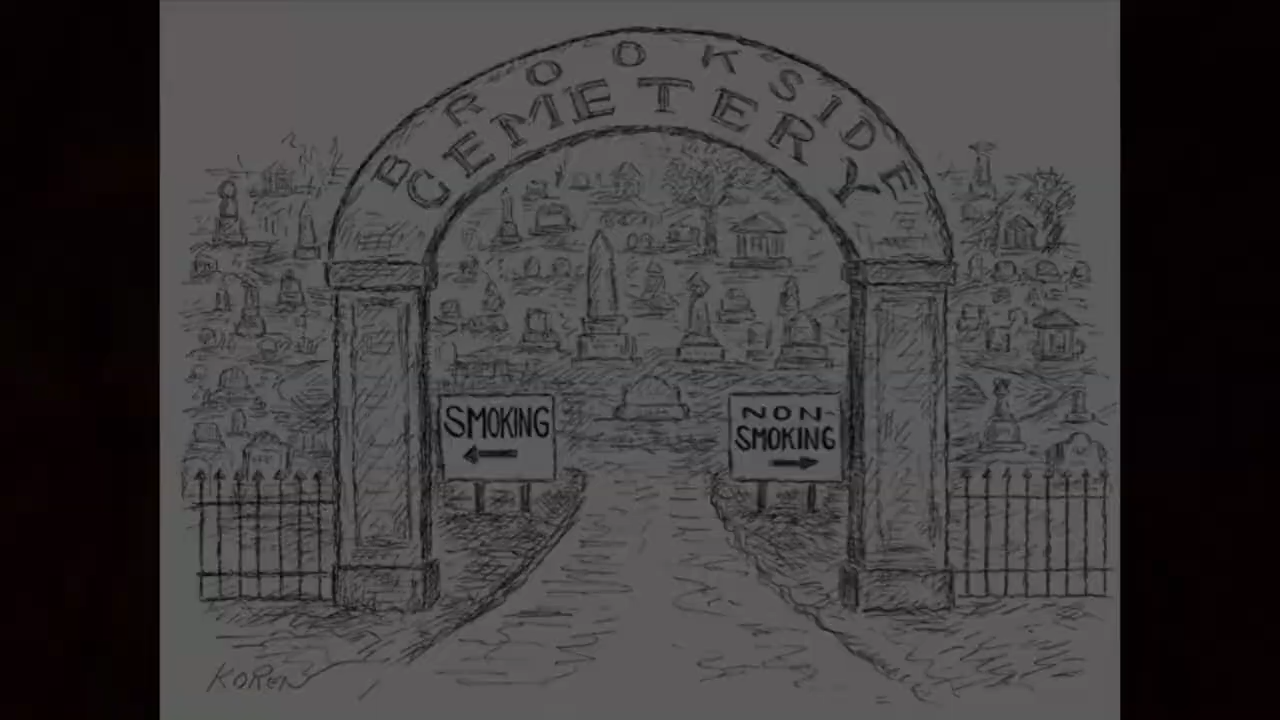 BROOKSIDE
CEMETERY
SMOKING
NON-
SMOKING
KOREN